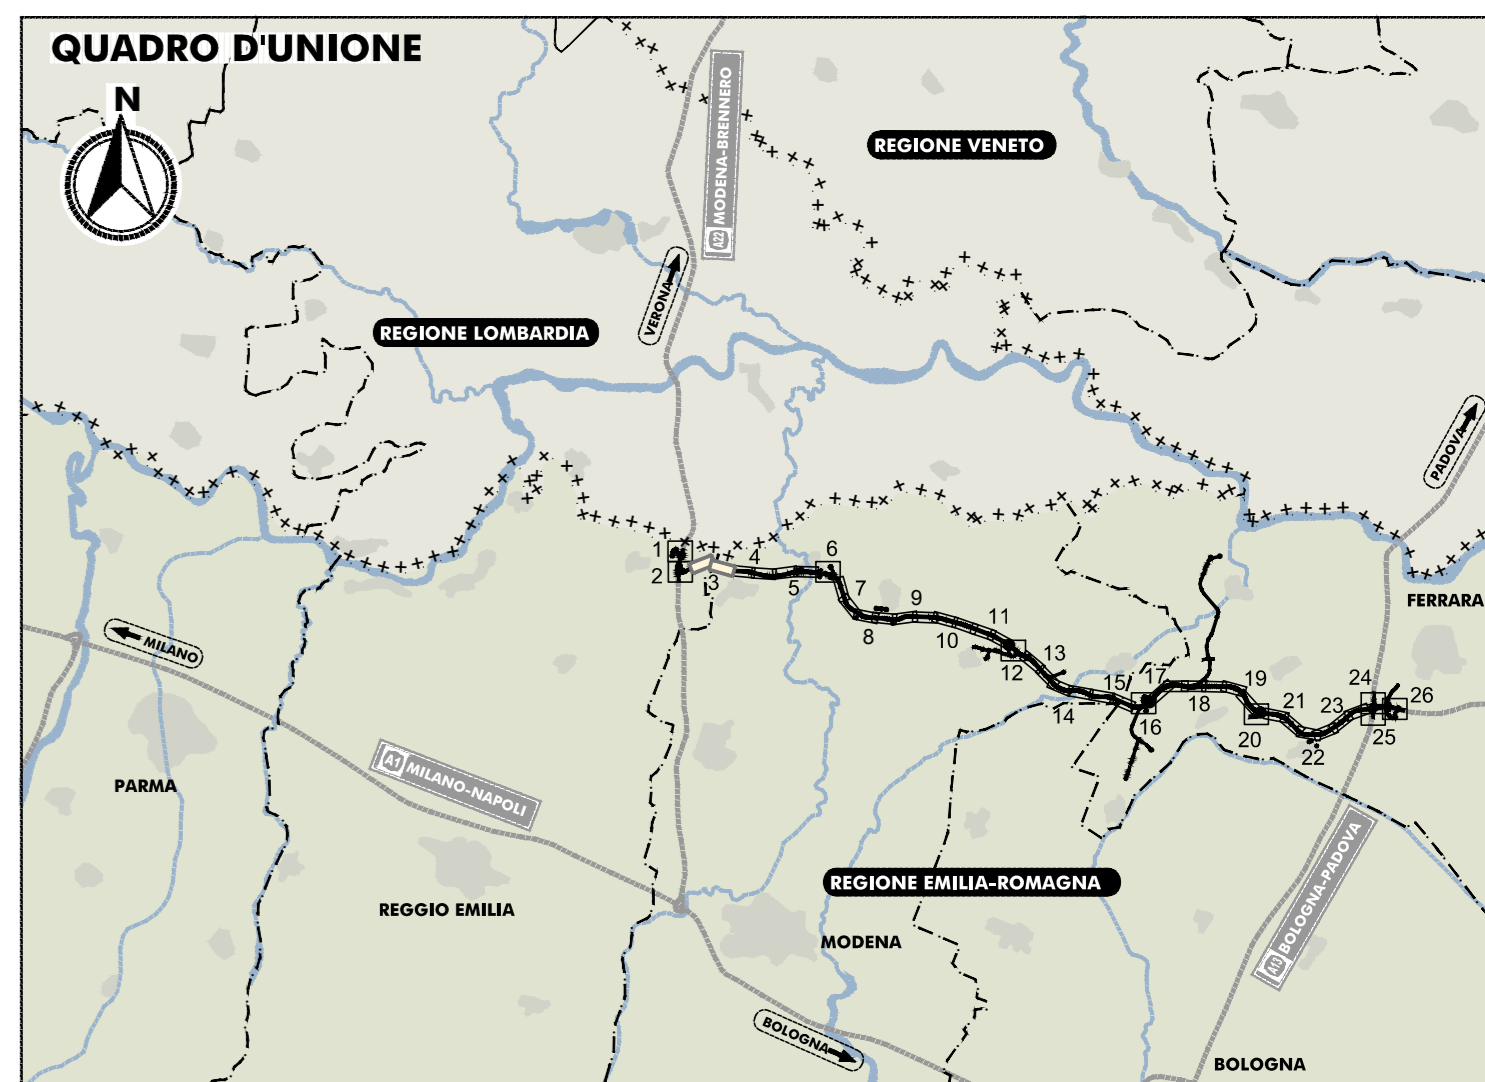 QUADRO D'UNIONE
N
A22 MODENA-BRENNERO
REGIONE VENETO
VERONA
REGIONE LOMBARDIA
PADOVA
1
2
3
4
5
6
7
8
9
10
11
12
13
14
15
16
17
18
19
20
21
22
23
24
25
26
FERRARA
MILANO
PARMA
A1 MILANO-NAPOLI
REGIONE EMILIA-ROMAGNA
A13 BOLOGNA-PADOVA
REGGIO EMILIA
MODENA
BOLOGNA
BOLOGNA